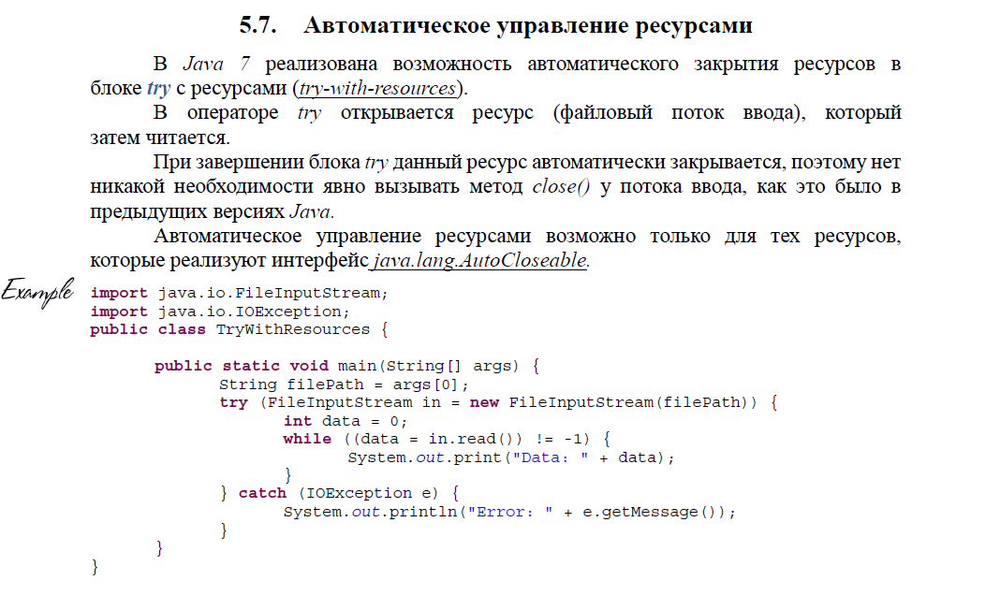 5.7. Автоматическое управление ресурсами
В Java 7 реализована возможность автоматического закрытия ресурсов в
блоке try с ресурсами (try-with-resources).
В операторе try открывается ресурс (файловый поток ввода), который
затем читается.
При завершении блока try данный ресурс автоматически закрывается, поэтому нет
никакой необходимости явно вызывать метод close() у потока ввода, как это было в
предыдущих версиях Java.
Автоматическое управление ресурсами возможно только для тех ресурсов,
которые реализуют интерфейс java.lang.AutoCloseable.
Example
import java.io.FileInputStream;
import java.io.IOException;
public class TryWithResources {
public static void main(String[] args) {
String filePath = args[0];
try (FileInputStream in = new FileInputStream(filePath)) {
int data = 0;
while ((data = in.read()) != -1) {
System.out.print("Data: " + data);
}
} catch (IOException e) {
System.out.println("Error: " + e.getMessage());
}
}
}